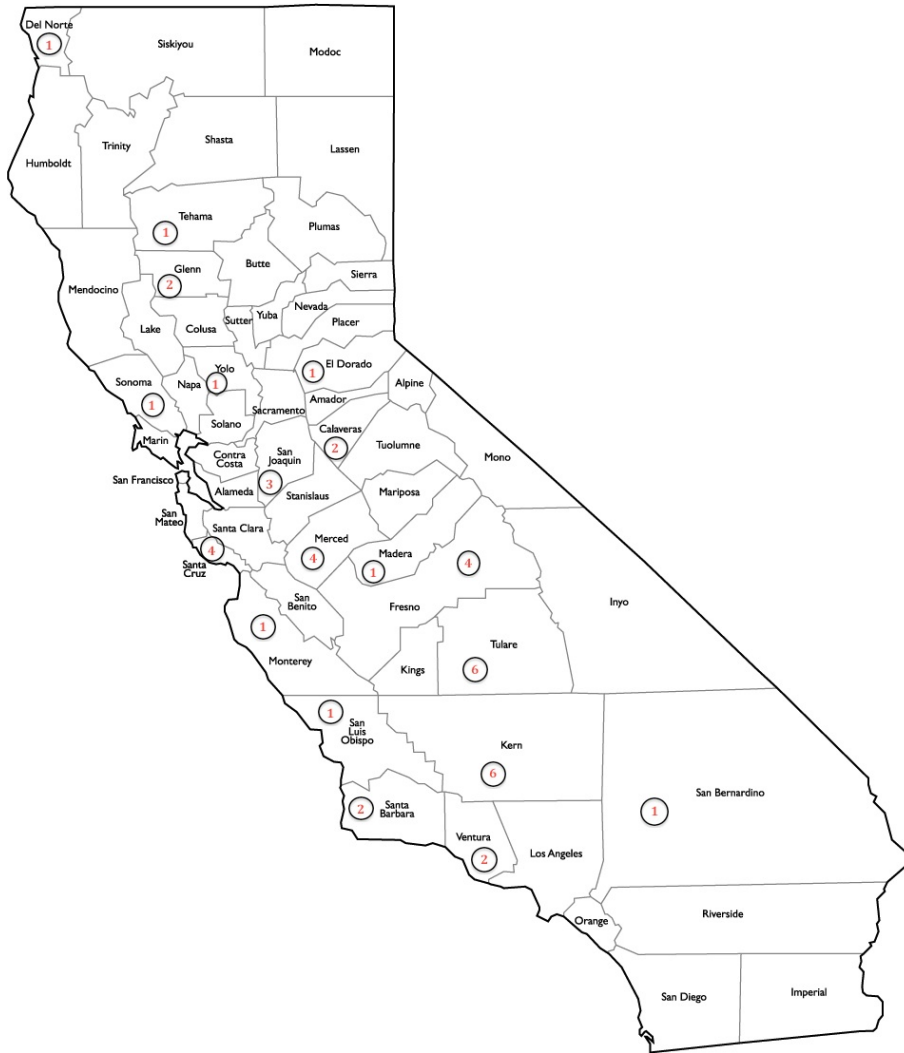 Del Norte
1
Siskiyou
Modoc
Humboldt
Trinity
Shasta
Lassen
Tehama
1
Plumas
Glenn
2
Butte
Sierra
Mendocino
Lake
Colusa
Sutter
Yuba
Nevada
Placer
Sonoma
1
Napa
Yolo
1
El Dorado
1
Alpine
Solano
Sacramento
Amador
Calaveras
2
Tuolumne
Mono
Marin
Contra
Costa
San
Joaquin
3
San Francisco
Alameda
Stanislaus
Mariposa
San
Mateo
Santa Clara
Merced
4
Madera
1
4
Santa
Cruz
4
San
Benito
Fresno
Inyo
1
Monterey
Kings
Tulare
6
1
San
Luis
Obispo
Kern
6
San Bernardino
1
2
Santa
Barbara
Ventura
2
Los Angeles
Orange
Riverside
San Diego
Imperial